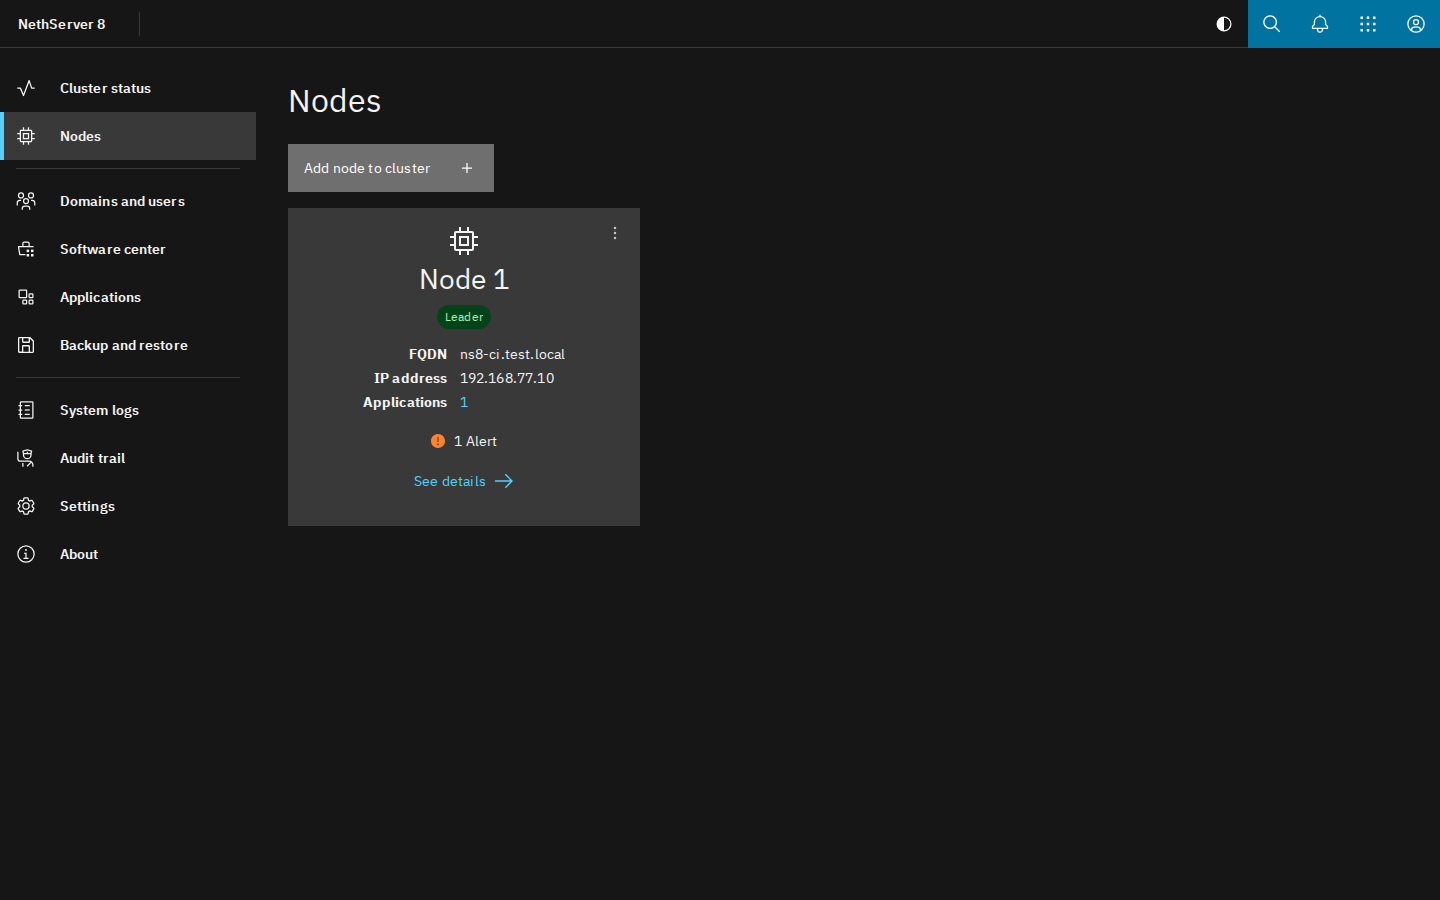 NetHServer 8
Cluster status
Nodes
Domains and users
Software center
Applications
Backup and restore
System logs
Audit trail
Settings
About
Nodes
Add node to cluster
Node 1
Leader
FQDN ns8-ci.test.local
IP address 192.168.77.10
Applications 1
1 Alert
See details